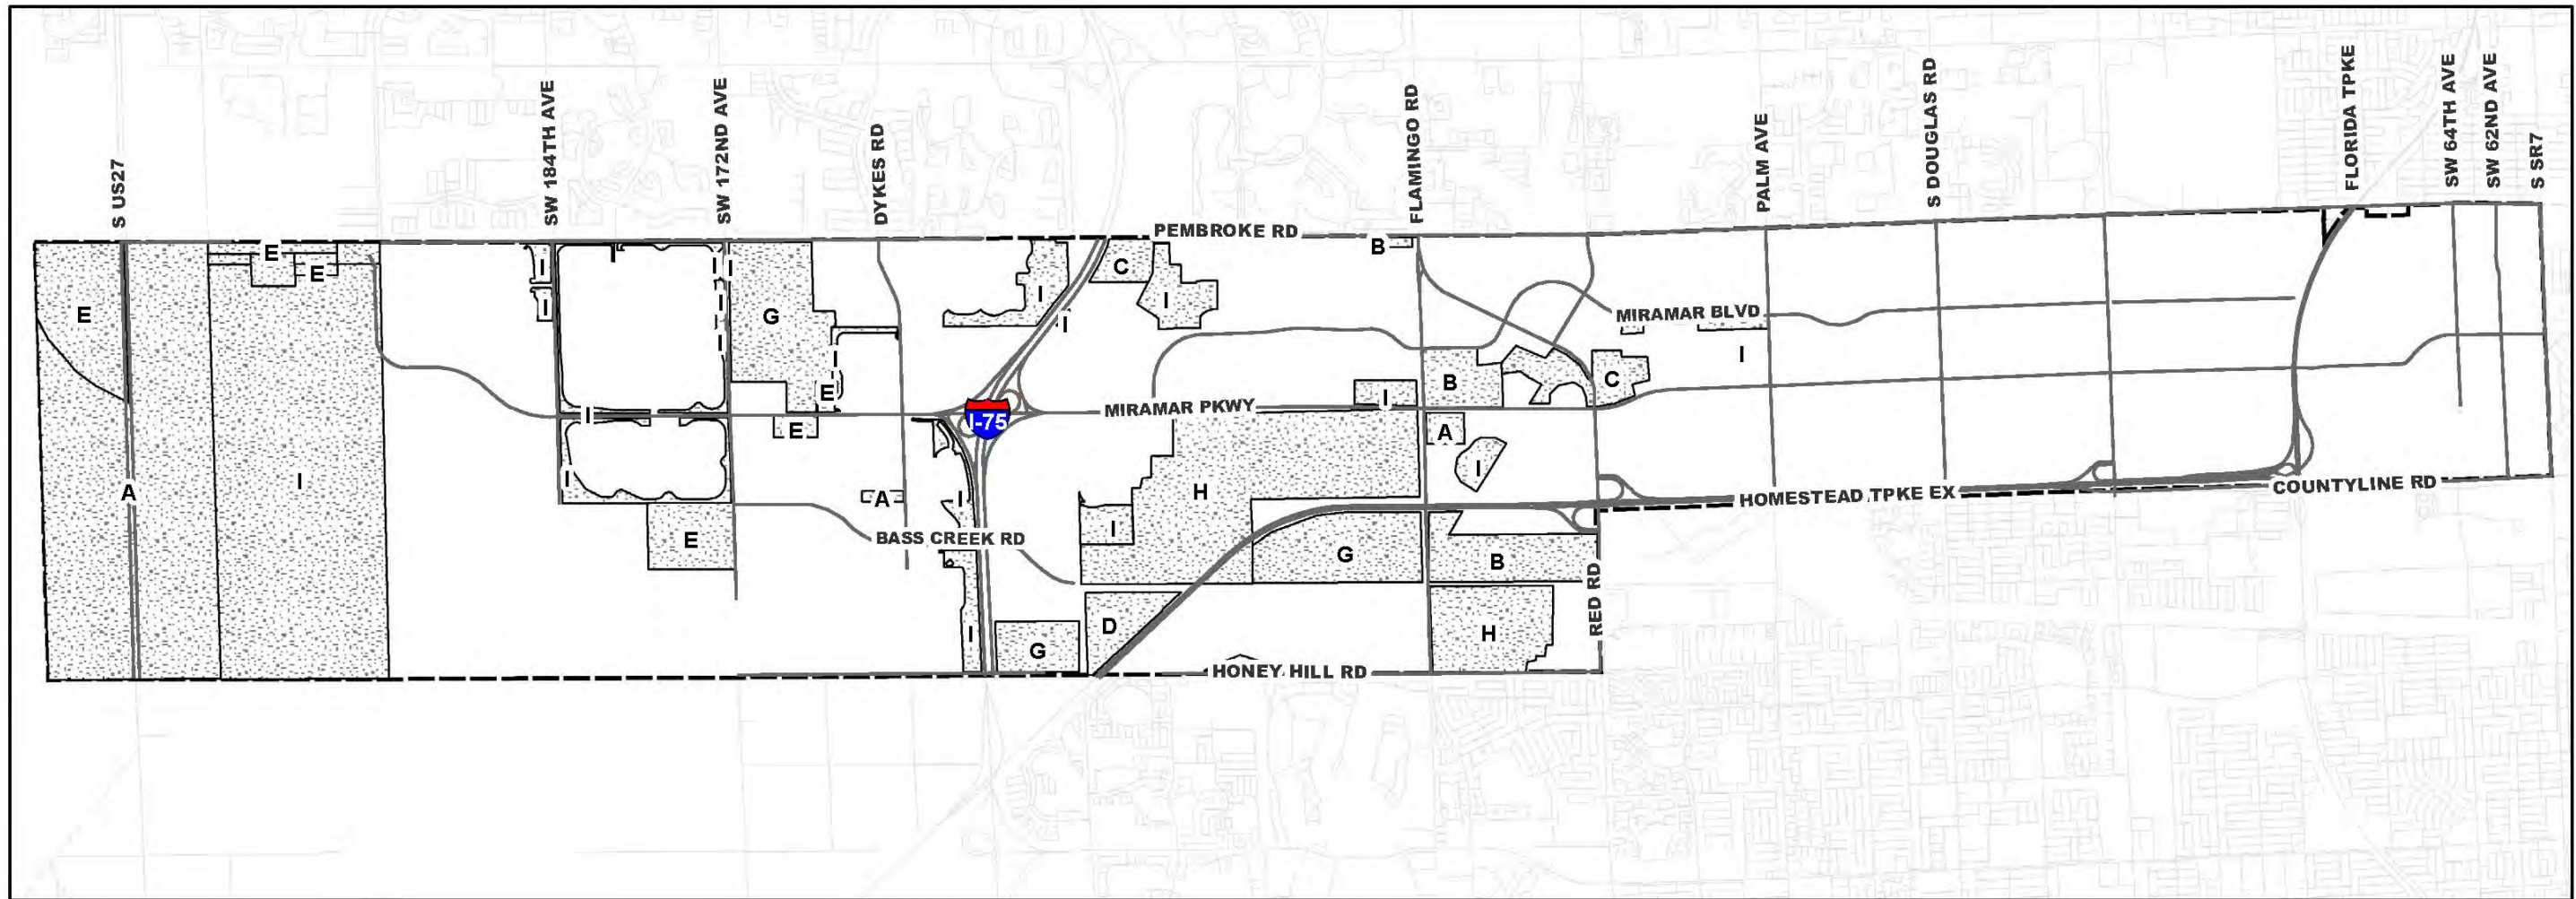 S US27
SW 184TH AVE
SW 172ND AVE
DYKES RD
FLAMINGO RD
PALM AVE
S DOUGLAS RD
FLORIDA TPKE
SW 64TH AVE
SW 62ND AVE
S SR7
PEMBROKE RD
B
E
E
I
I
I
C
I
I
I
I
E
G
I
MIRAMAR BLVD
I
I
E
B
C
I
I
MIRAMAR PKWY
I-75
E
A
I
I
A
I
A
I
H
HOMESTEAD TPKE EX
COUNTYLINE RD
I
BASS CREEK RD
E
G
B
RED RD
D
I
H
G
HONEY HILL RD